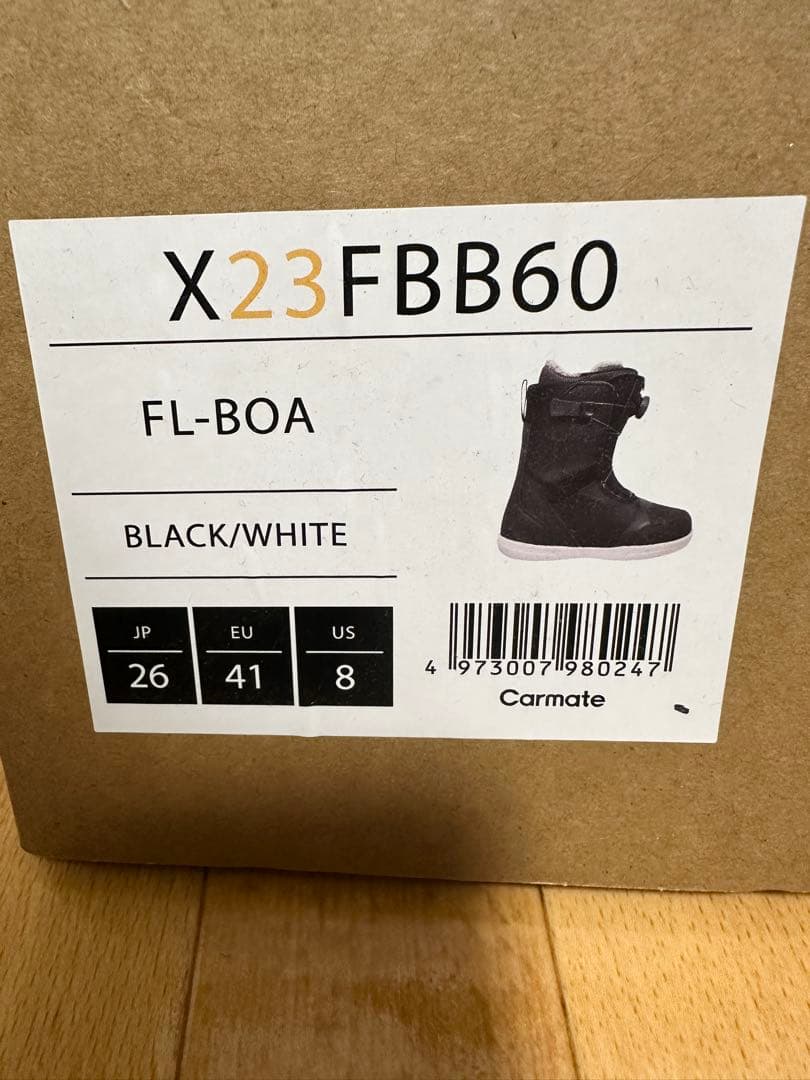 X23FBB60
FL-BOA
BLACK/WHITE
JP
26
EU
41
US
8
4 973007 980247
Carmate